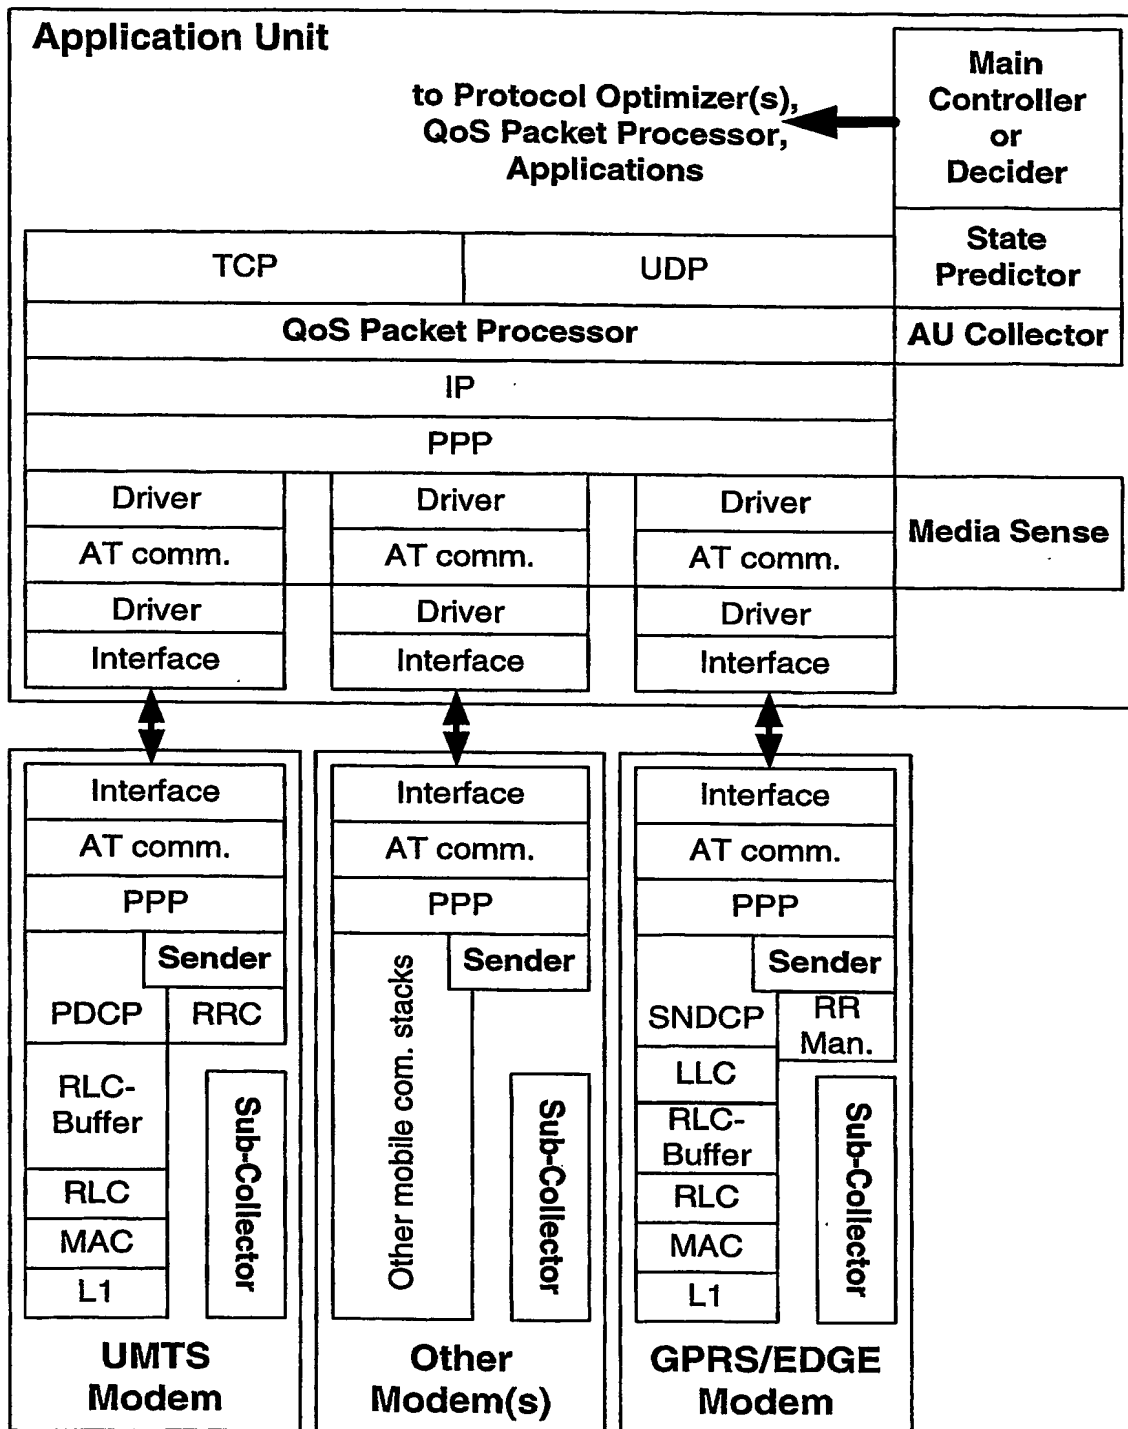 Application Unit
Main
Controller
or
Decider
to Protocol Optimizer(s),
QoS Packet Processor,
Applications
State
Predictor
TCP
UDP
QoS Packet Processor
AU Collector
IP
PPP
Driver
Driver
Driver
Media Sense
AT comm.
AT comm.
AT comm.
Driver
Driver
Driver
Interface
Interface
Interface
Interface
AT comm.
PPP
Sender
PDCP
RRC
RLC-
Buffer
RLC
MAC
L1
Sub-Collector
UMTS
Modem
Interface
AT comm.
PPP
Sender
Other mobile com. stacks
Sub-Collector
Other
Modem(s)
Interface
AT comm.
PPP
Sender
SNDCP
RR
Man.
LLC
RLC-
Buffer
RLC
MAC
L1
Sub-Collector
GPRS/EDGE
Modem